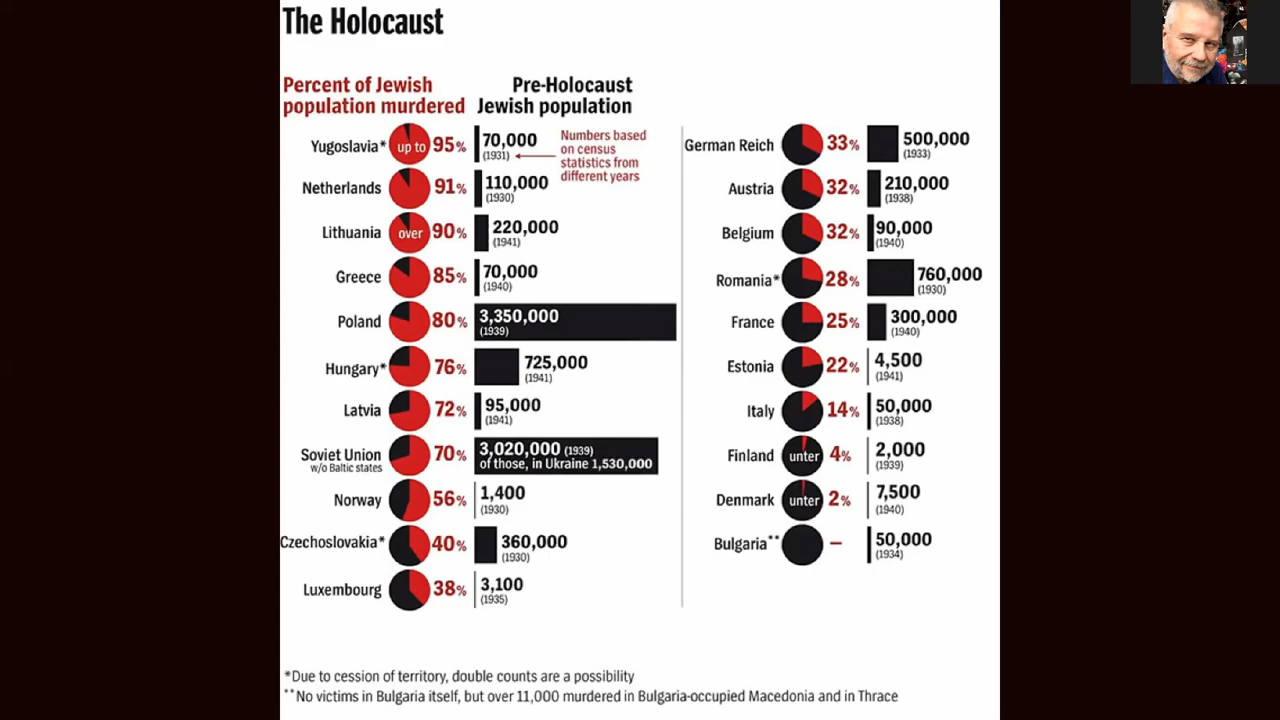 The Holocaust
Percent of Jewish
population murdered
Pre-Holocaust
Jewish population
Numbers based
on census
statistics from
different years
Yugoslavia* up to 95% 70,000
(1931)
Netherlands 91% 110,000
(1930)
Lithuania over 90% 220,000
(1941)
Greece 85% 70,000
(1940)
Poland 80% 3,350,000
(1939)
Hungary* 76% 725,000
(1941)
Latvia 72% 95,000
(1941)
Soviet Union 70% 3,020,000 (1939)
w/o Baltic states of those, in Ukraine 1,530,000
Norway 56% 1,400
(1930)
Czechoslovakia* 40% 360,000
(1930)
Luxembourg 38% 3,100
(1935)
German Reich 33% 500,000
(1933)
Austria 32% 210,000
(1938)
Belgium 32% 90,000
(1940)
Romania* 28% 760,000
(1930)
France 25% 300,000
(1940)
Estonia 22% 4,500
(1941)
Italy 14% 50,000
(1938)
Finland unter 4% 2,000
(1939)
Denmark unter 2% 7,500
(1940)
Bulgaria** – 50,000
(1934)
*Due to cession of territory, double counts are a possibility
**No victims in Bulgaria itself, but over 11,000 murdered in Bulgaria-occupied Macedonia and in Thrace